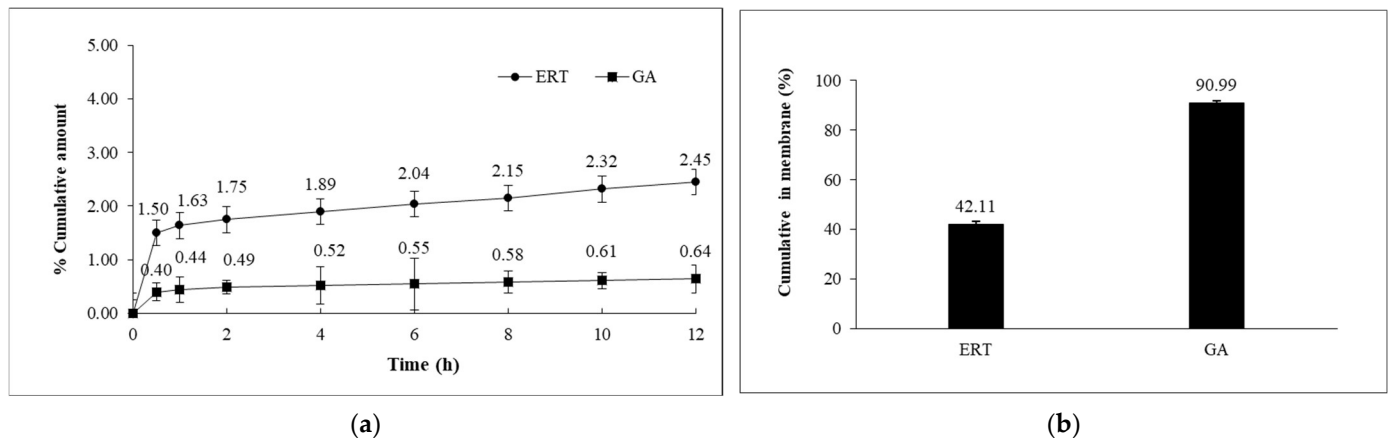 5.00
4.00
3.00
2.00
1.00
0.00
% Cumulative amount
ERT GA
1.50 1.63 1.75 1.89 2.04 2.15 2.32 2.45
0.40 0.44 0.49 0.52 0.55 0.58 0.61 0.64
0 2 4 6 8 10 12
Time (h)
(a)
100
80
60
40
20
0
Cumulative in membrane (%)
42.11
90.99
ERT GA
(b)